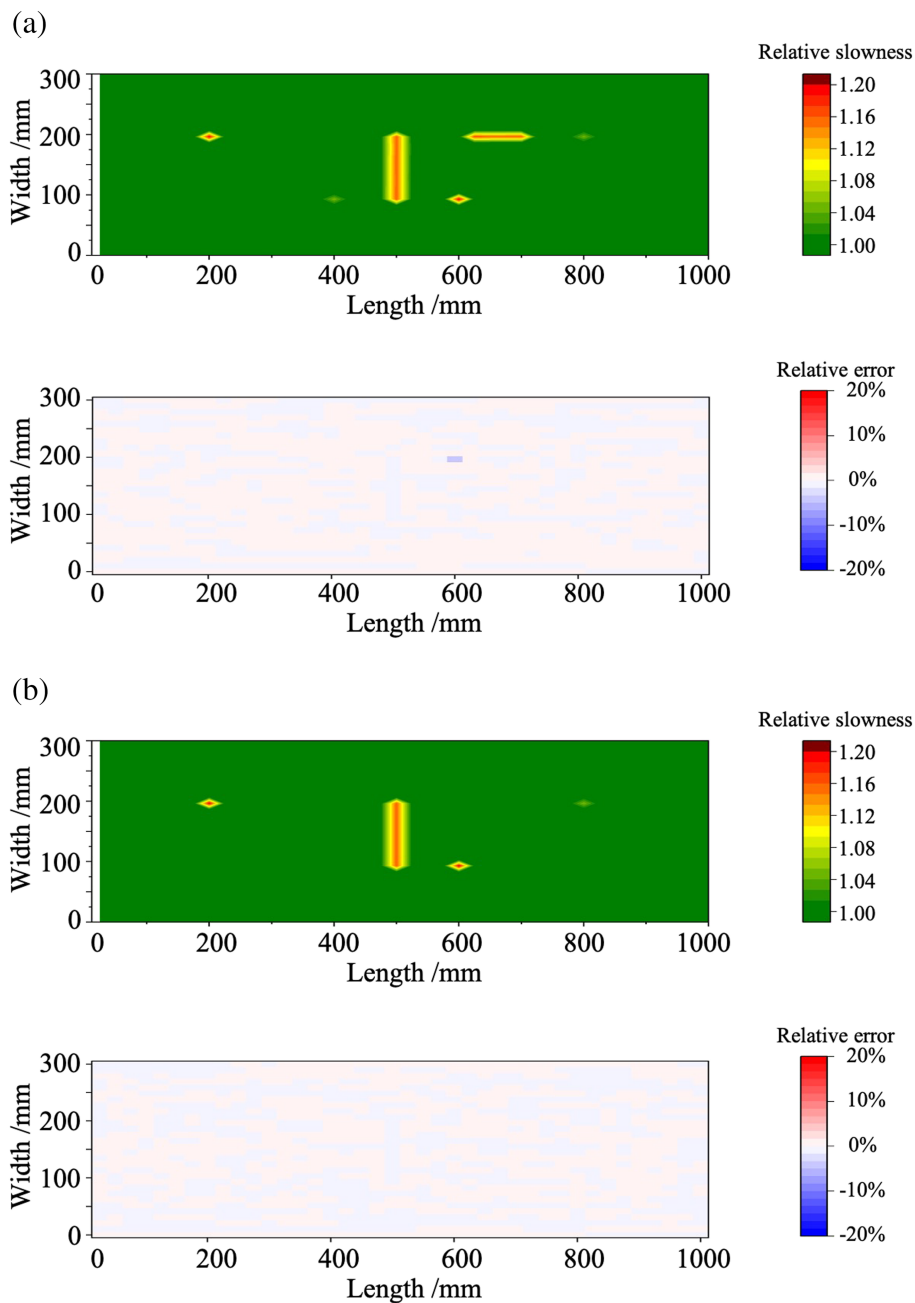 (a)
Relative slowness
300
200
100
0
Width /mm
1.20
1.16
1.12
1.08
1.04
1.00
0 200 400 600 800 1000
Length /mm
Relative error
300
200
100
0
Width /mm
20%
10%
0%
-10%
-20%
0 200 400 600 800 1000
Length /mm
(b)
Relative slowness
300
200
100
0
Width /mm
1.20
1.16
1.12
1.08
1.04
1.00
0 200 400 600 800 1000
Length /mm
Relative error
300
200
100
0
Width /mm
20%
10%
0%
-10%
-20%
0 200 400 600 800 1000
Length /mm